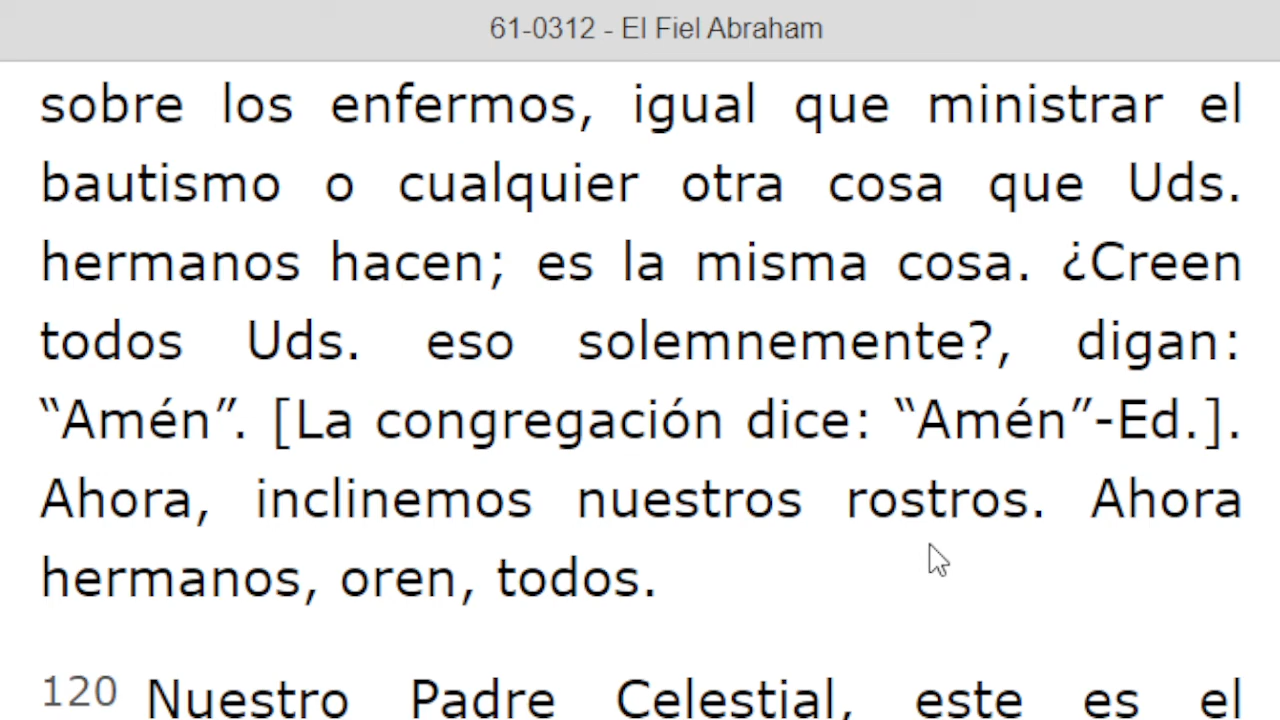 61-0312 - El Fiel Abraham
sobre los enfermos, igual que ministrar el
bautismo o cualquier otra cosa que Uds.
hermanos hacen; es la misma cosa. ¿Creen
todos Uds. eso solemnemente?, digan:
“Amén”. [La congregación dice: “Amén”-Ed.].
Ahora, inclinemos nuestros rostros. Ahora
hermanos, oren, todos.
120 Nuestro Padre Celestial, este es el